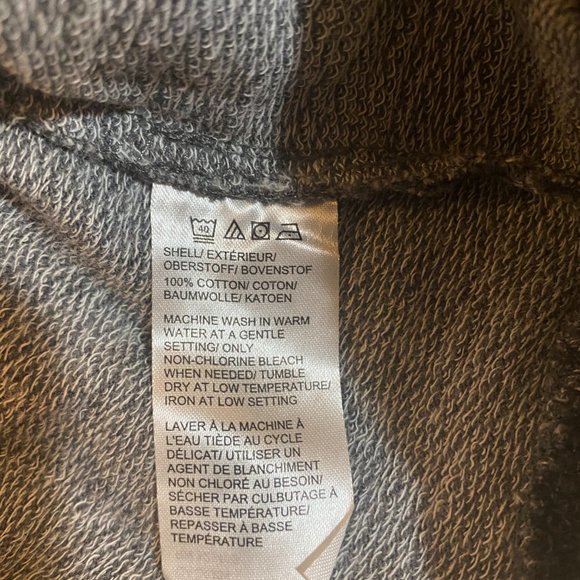 40
SHELL/ EXTÉRIEUR/
OBERSTOFF/ BOVENSTOF
100% COTTON/ COTON/
BAUMWOLLE/ KATOEN
MACHINE WASH IN WARM
WATER AT A GENTLE
SETTING/ ONLY
NON-CHLORINE BLEACH
WHEN NEEDED/ TUMBLE
DRY AT LOW TEMPERATURE/
IRON AT LOW SETTING
LAVER À LA MACHINE À
L'EAU TIÈDE AU CYCLE
DÉLICAT/ UTILISER UN
AGENT DE BLANCHIMENT
NON CHLORÉ AU BESOIN/
SÉCHER PAR CULBUTAGE À
BASSE TEMPÉRATURE/
REPASSER À BASSE
TEMPÉRATURE